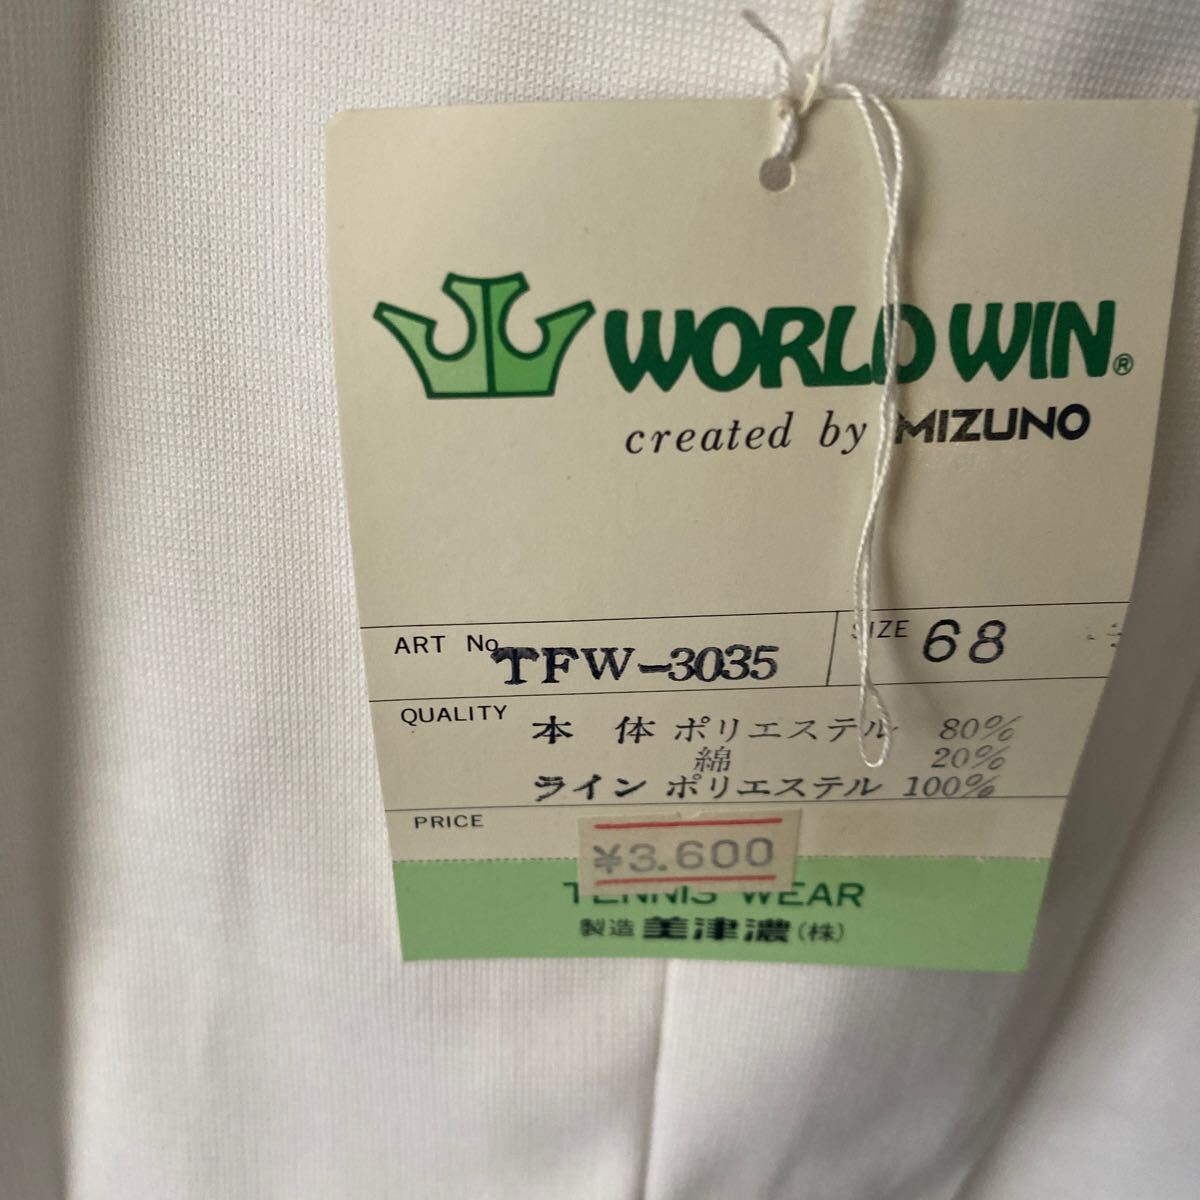 WORLD WIN®
created by MIZUNO
ART No. TFW-3035 SIZE 68
QUALITY 本 体 ポリエステル 80%
綿 20%
ライン ポリエステル 100%
PRICE ¥3.600
TENNIS WEAR
製造 美津濃(株)